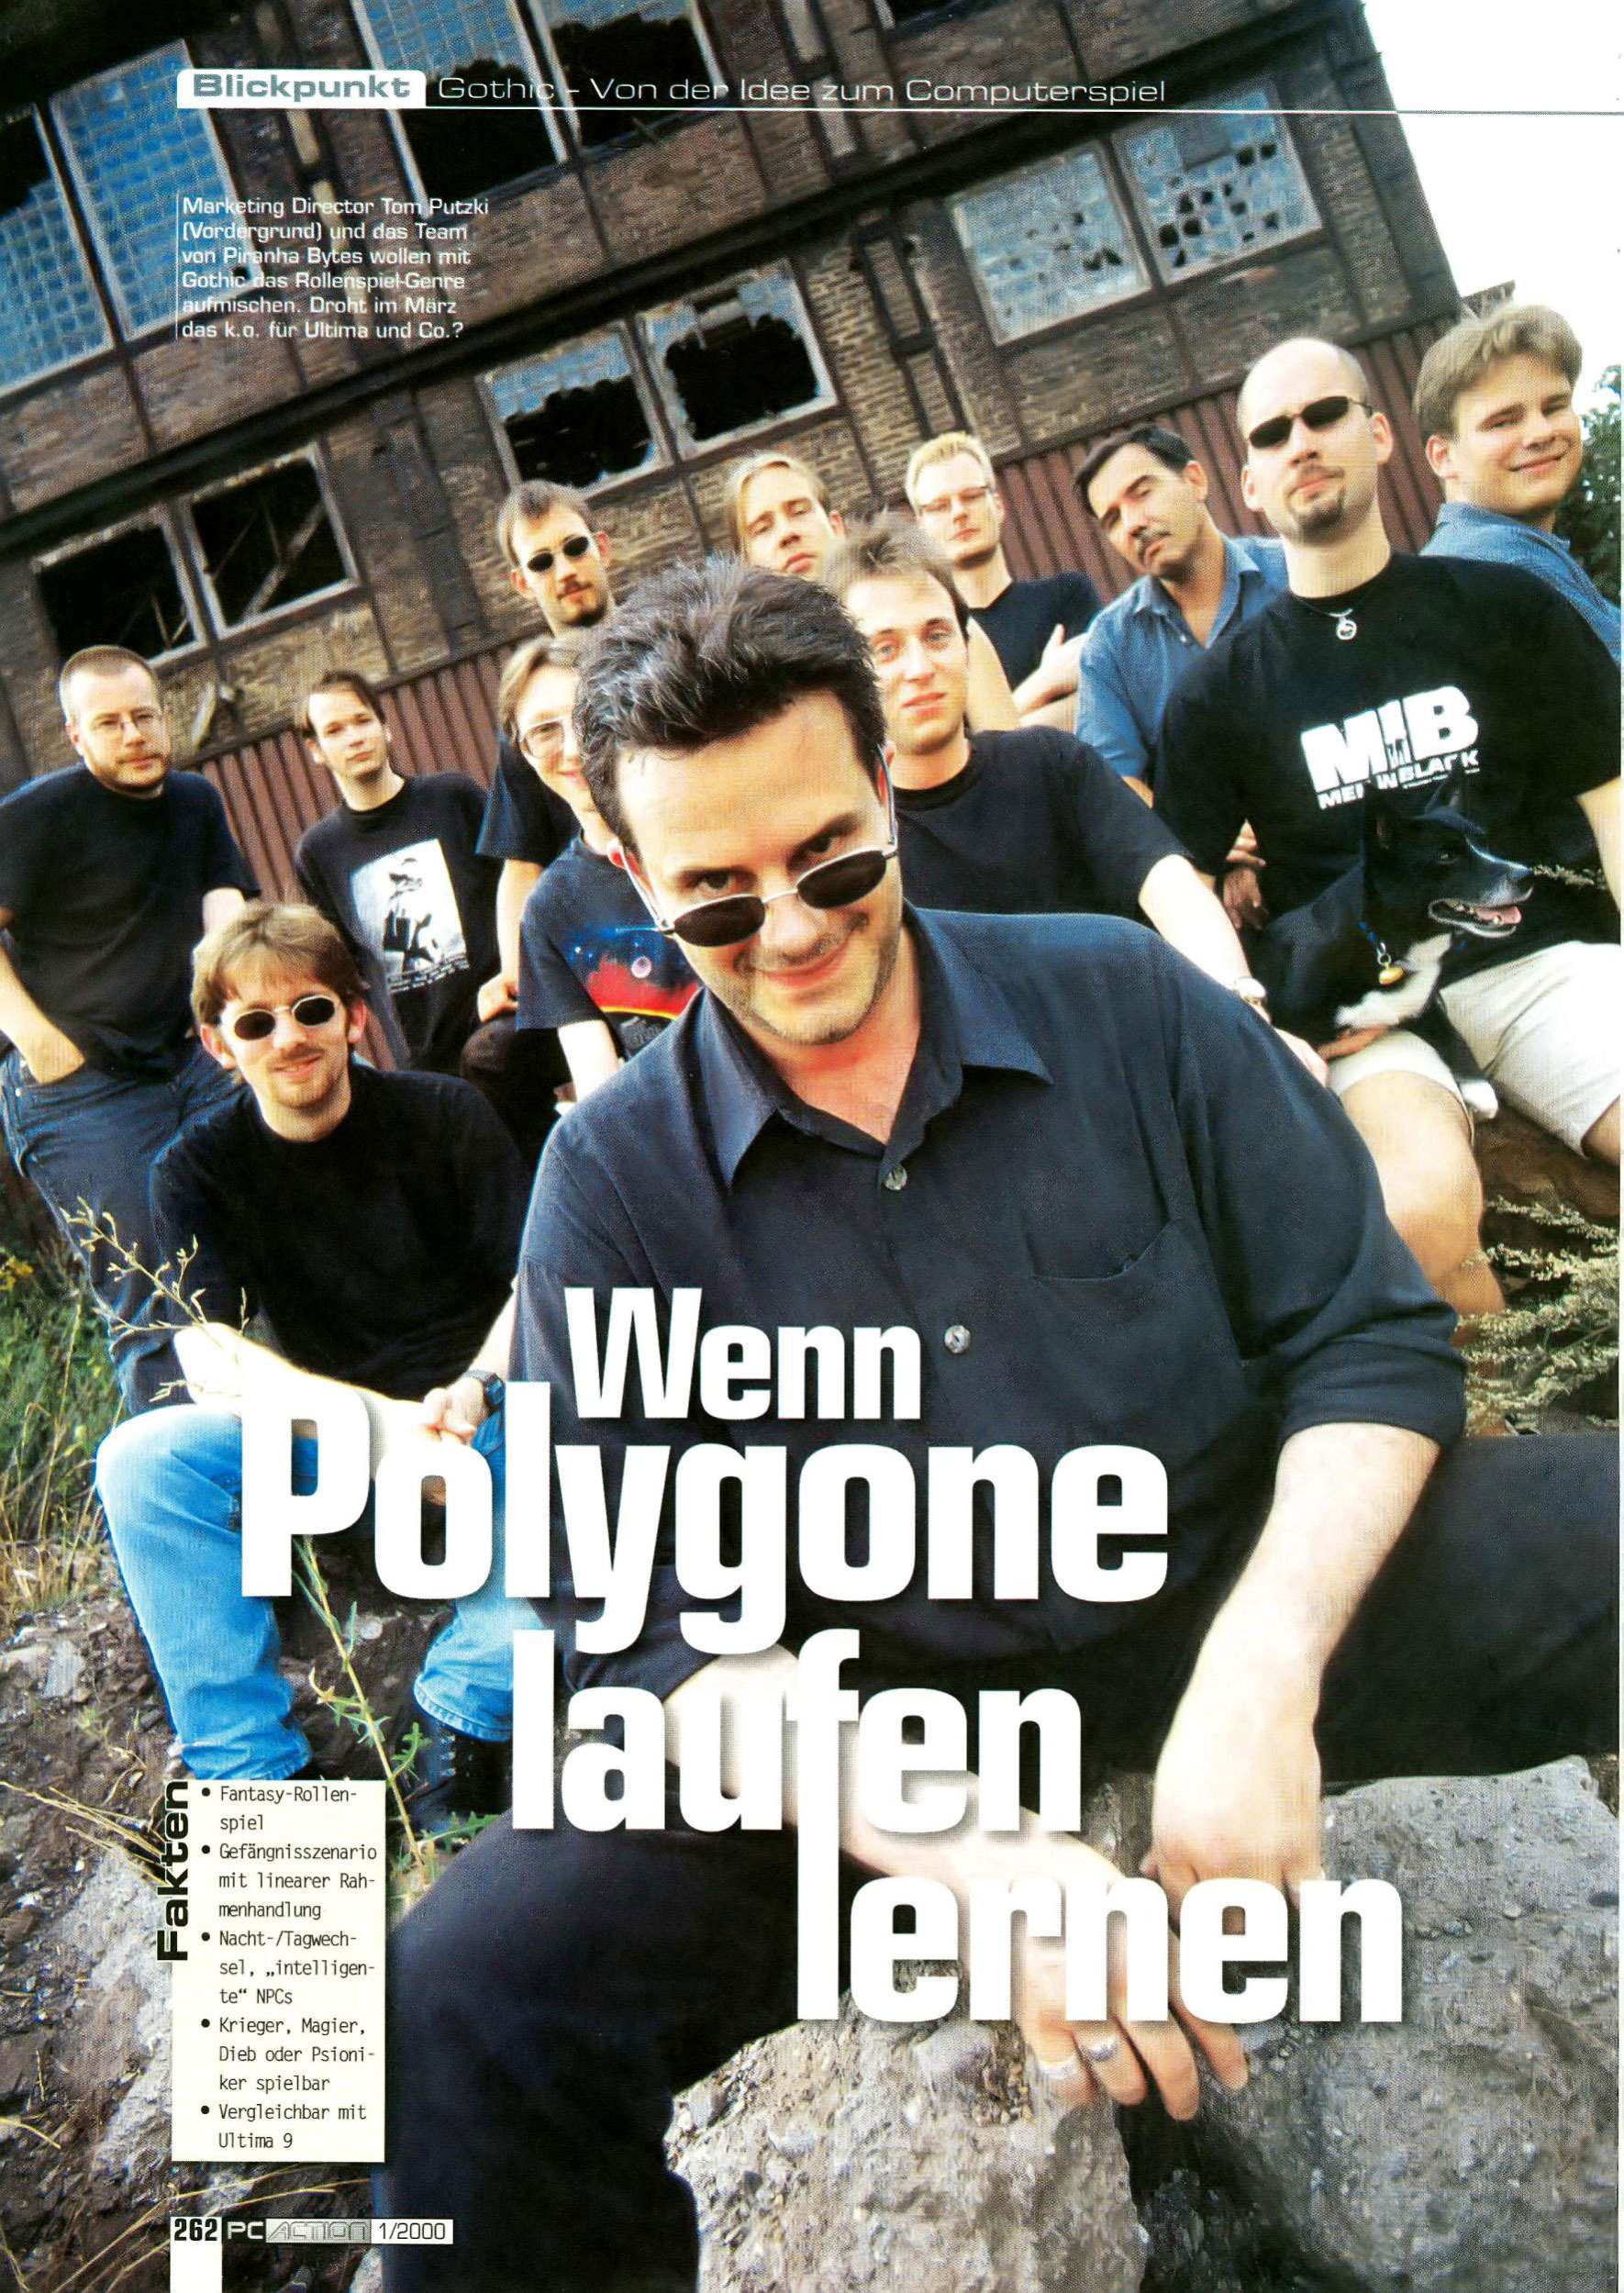 Blickpunkt Gothic - Von der Idee zum Computerspiel
Marketing Director Tom Putzki
(Vordergrund) und das Team
von Piranha Bytes wollen mit
Gothic das Rollenspiel-Genre
aufmischen. Droht im März
das k.o. für Ultima und Co.?
MIB
MEN IN BLACK
Wenn
Polygone
laufen
lernen
Fakten
• Fantasy-Rollen-
spiel
• Gefängnisszenario
mit linearer Rah-
menhandlung
• Nacht-/Tagwech-
sel, „intelligen-
te“ NPCs
• Krieger, Magier,
Dieb oder Psioni-
ker spielbar
• Vergleichbar mit
Ultima 9
262 PC ACTION 1/2000